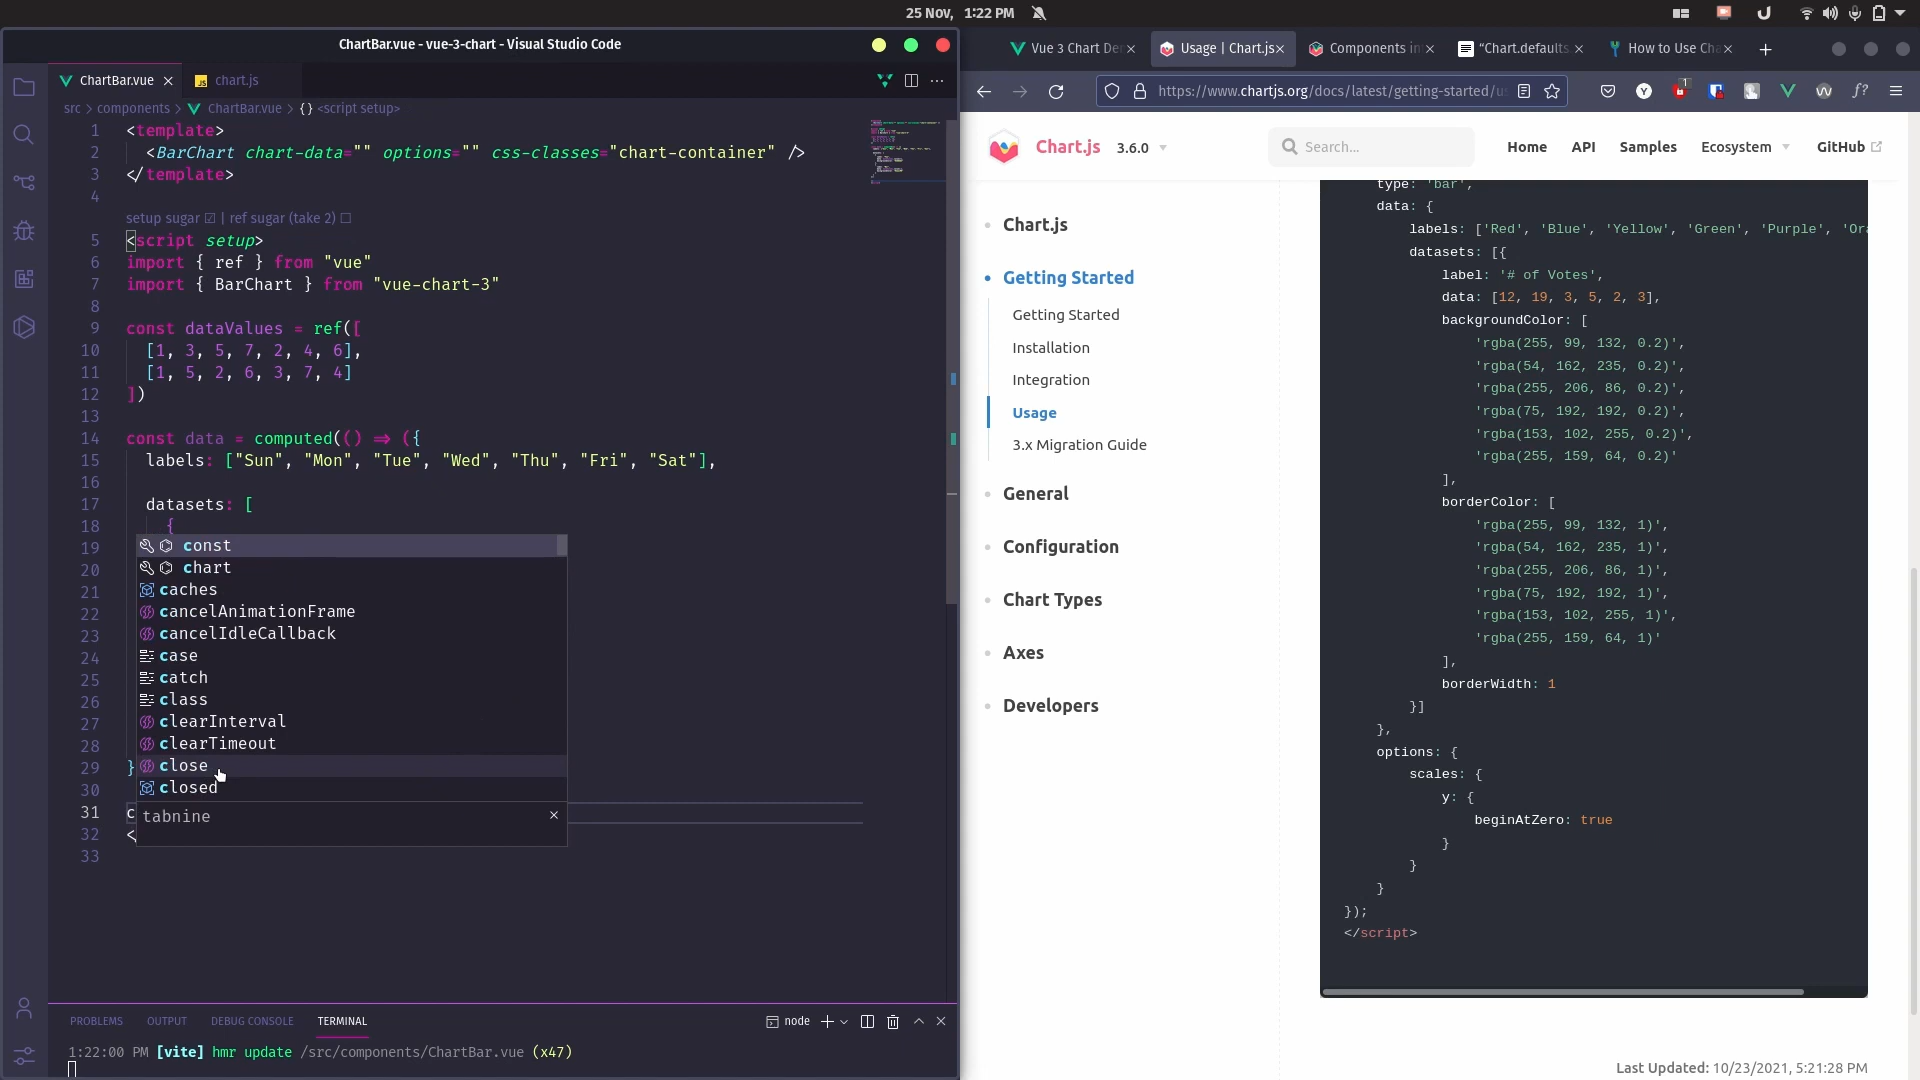 25 Nov, 1:22 PM
ChartBar.vue - vue-3-chart - Visual Studio Code
ChartBar.vue
chart.js
src > components > ChartBar.vue > {} <script setup>
1 <template>
2 <BarChart chart-data="" options="" css-classes="chart-container" />
3 </template>
4
setup sugar ☑ | ref sugar (take 2) ☐
5 <script setup>
6 import { ref } from "vue"
7 import { BarChart } from "vue-chart-3"
8
9 const dataValues = ref([
10 [1, 3, 5, 7, 2, 4, 6],
11 [1, 5, 2, 6, 3, 7, 4]
12 ])
13
14 const data = computed(() => ({
15 labels: ["Sun", "Mon", "Tue", "Wed", "Thu", "Fri", "Sat"],
16
17 datasets: [
18 {
19
20
21
22
23
24
25
26
27
28
29 }
30
31 c
32 <
33
const
chart
caches
cancelAnimationFrame
cancelIdleCallback
case
catch
class
clearInterval
clearTimeout
close
closed
tabnine
PROBLEMS OUTPUT DEBUG CONSOLE TERMINAL
node
1:22:00 PM [vite] hmr update /src/components/ChartBar.vue (x47)
Vue 3 Chart De
Usage | Chart.js
Components in
"Chart.defaults
How to Use Cha
https://www.chartjs.org/docs/latest/getting-started/u
1
Chart.js 3.6.0
Search...
Home API Samples Ecosystem GitHub
Chart.js
Getting Started
Getting Started
Installation
Integration
Usage
3.x Migration Guide
General
Configuration
Chart Types
Axes
Developers
type: 'bar',
data: {
labels: ['Red', 'Blue', 'Yellow', 'Green', 'Purple', 'Ora
datasets: [{
label: '# of Votes',
data: [12, 19, 3, 5, 2, 3],
backgroundColor: [
'rgba(255, 99, 132, 0.2)',
'rgba(54, 162, 235, 0.2)',
'rgba(255, 206, 86, 0.2)',
'rgba(75, 192, 192, 0.2)',
'rgba(153, 102, 255, 0.2)',
'rgba(255, 159, 64, 0.2)'
],
borderColor: [
'rgba(255, 99, 132, 1)',
'rgba(54, 162, 235, 1)',
'rgba(255, 206, 86, 1)',
'rgba(75, 192, 192, 1)',
'rgba(153, 102, 255, 1)',
'rgba(255, 159, 64, 1)'
],
borderWidth: 1
}]
},
options: {
scales: {
y: {
beginAtZero: true
}
}
}
});
</script>
Last Updated: 10/23/2021, 5:21:28 PM